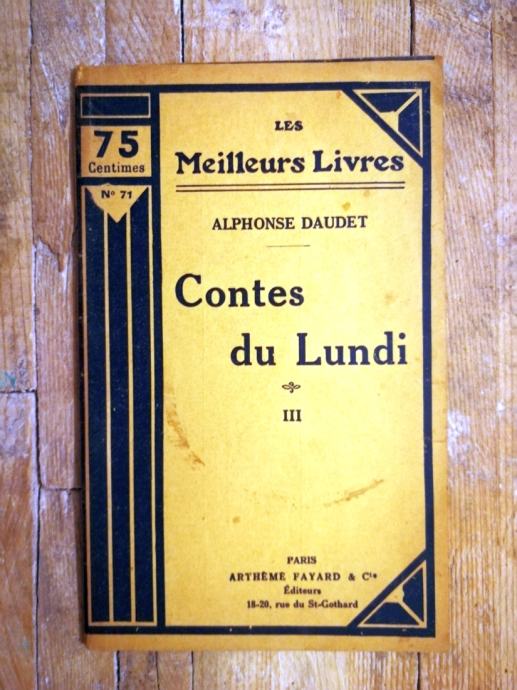 75
Centimes
Nº 71
LES
Meilleurs Livres
ALPHONSE DAUDET
Contes
du Lundi
III
PARIS
ARTHÈME FAYARD & Cie
Éditeurs
18-20, rue du St-Gothard